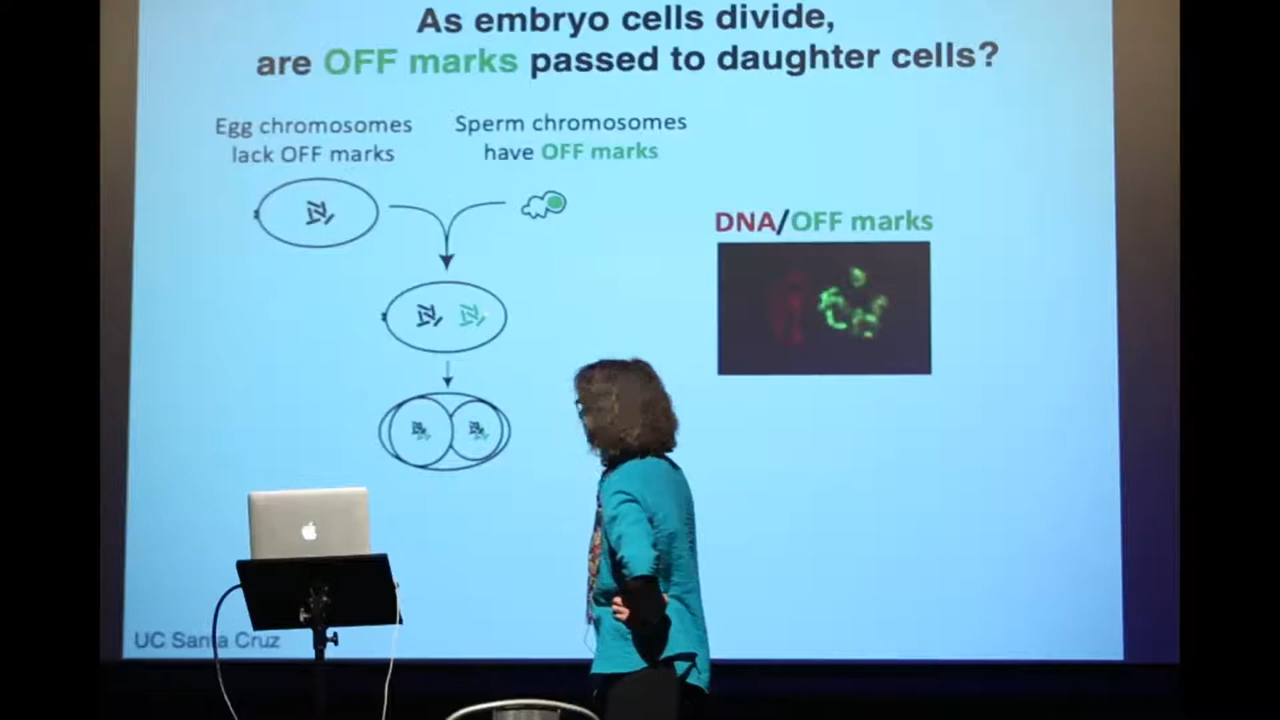 As embryo cells divide,
are OFF marks passed to daughter cells?
Egg chromosomes
lack OFF marks
Sperm chromosomes
have OFF marks
DNA/OFF marks
UC Santa Cruz